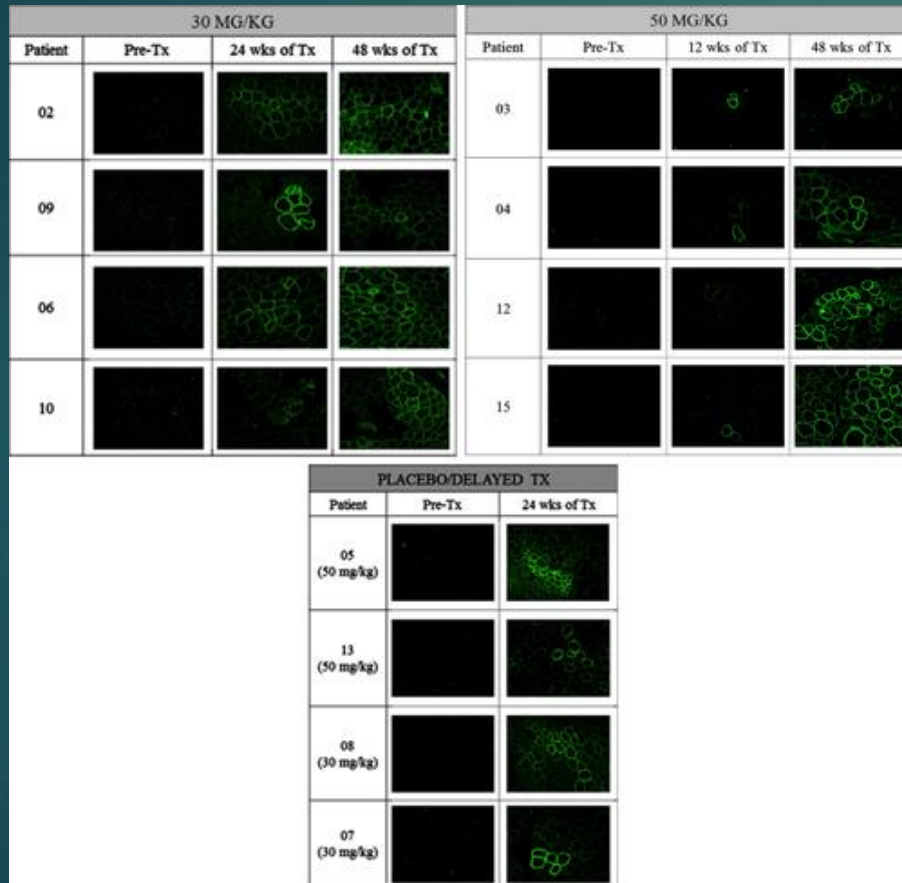 30 MG/KG
Patient Pre-Tx 24 wks of Tx 48 wks of Tx
02
09
06
10
50 MG/KG
Patient Pre-Tx 12 wks of Tx 48 wks of Tx
03
04
12
15
PLACEBO/DELAYED TX
Patient Pre-Tx 24 wks of Tx
05
(50 mg/kg)
13
(50 mg/kg)
08
(30 mg/kg)
07
(30 mg/kg)